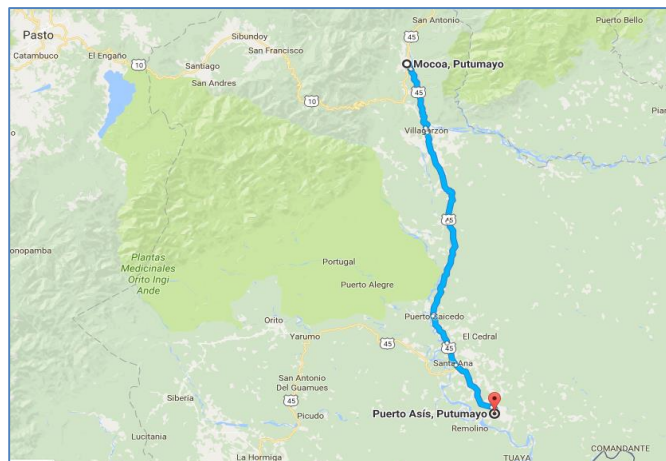 San Antonio
Puerto Bello
Pasto
45
Sibundoy
Catambuco
El Engaño
San Francisco
10
Santiago
Mocoa, Putumayo
San Andres
45
10
Villagarzón
45
Plantas
Medicinales
Orito Ingi
Ande
Portugal
Puerto Alegre
Orito
Puerto Caicedo
El Cedral
Yarumo
45
45
Santa Ana
San Antonio
Del Guamues
45
Siberia
Picudo
Puerto Asís, Putumayo
Remolino
Lucitania
La Hormiga
TUAYA
COMANDANTE